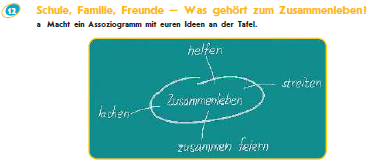 12 Schule, Familie, Freunde – Was gehört zum Zusammenleben!
a Macht ein Assoziogramm mit euren Ideen an der Tafel.
helfen
streiten
Zusammenleben
lachen
zusammen feiern